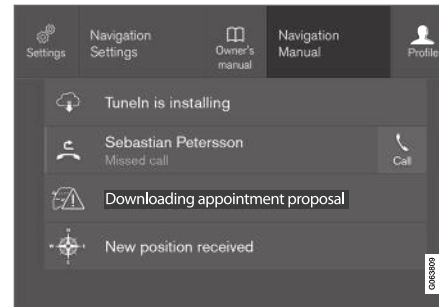 Settings
Navigation
Settings
Owner's
manual
Navigation
Manual
Profile
TuneIn is installing
Sebastian Petersson
Missed call
Call
Downloading appointment proposal
New position received
G063809